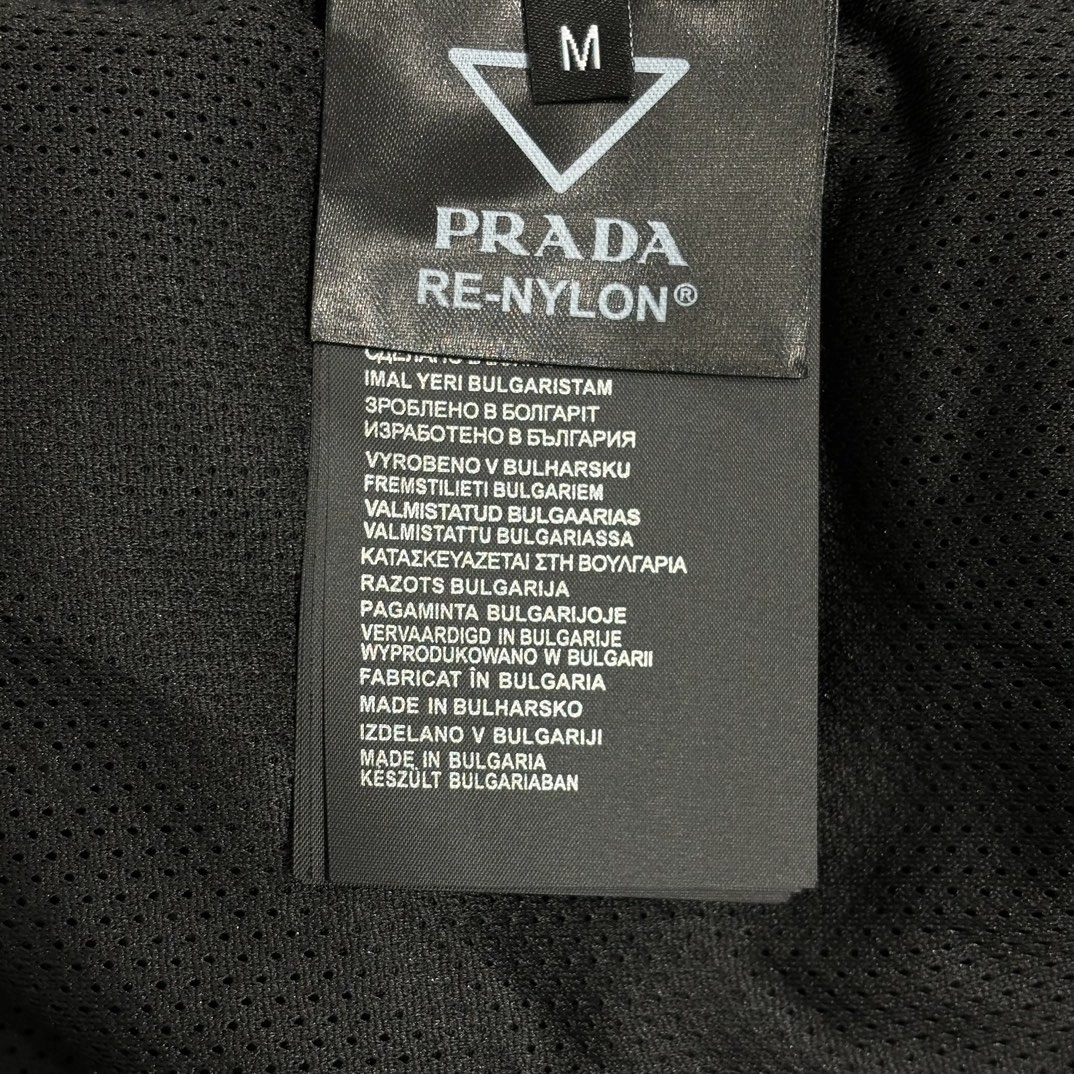 M
PRADA
RE-NYLON®
СДЕЛАНО В
IMAL YERI BULGARISTAM
ЗРОБЛЕНО В БОЛГАРІТ
ИЗРАБОТЕНО В БЪЛГАРИЯ
VYROBENO V BULHARSKU
FREMSTILIETI BULGARIEM
VALMISTATUD BULGAARIAS
VALMISTATTU BULGARIASSA
ΚΑΤΑΣΚΕΥΑΖΕΤΑΙ ΣΤΗ ΒΟΥΛΓΑΡΙΑ
RAZOTS BULGARIJA
PAGAMINTA BULGARIJOJE
VERVAARDIGD IN BULGARIJE
WYPRODUKOWANO W BULGARII
FABRICAT ÎN BULGARIA
MADE IN BULHARSKO
IZDELANO V BULGARIJI
MADE IN BULGARIA
KÉSZÜLT BULGARIABAN